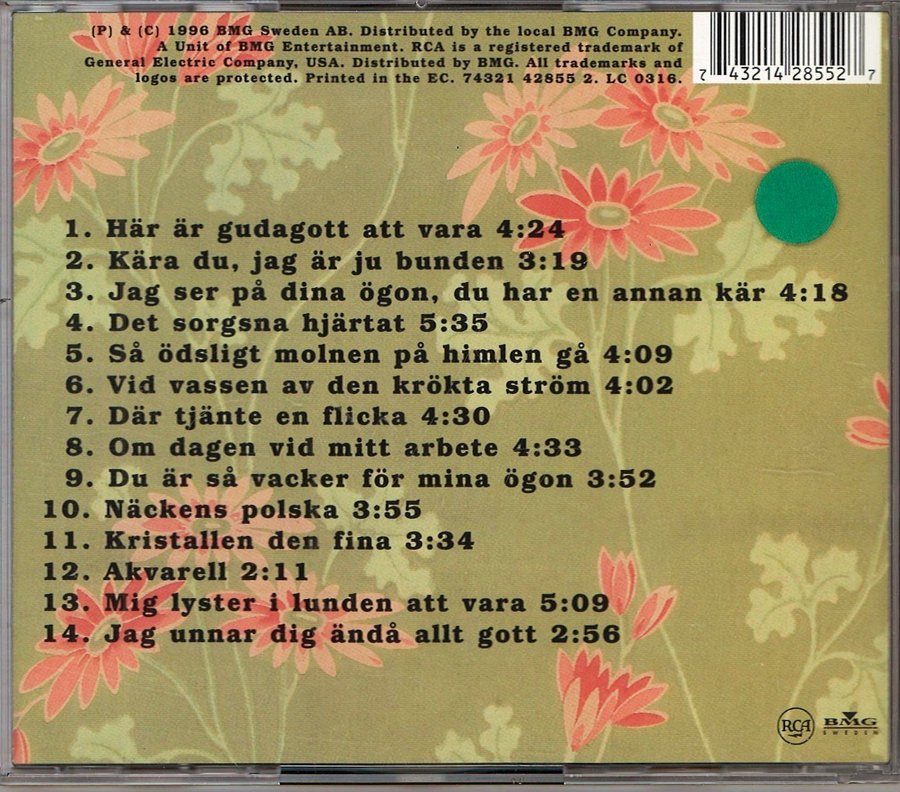 (P) & (C) 1996 BMG Sweden AB. Distributed by the local BMG Company.
A Unit of BMG Entertainment. RCA is a registered trademark of
General Electric Company, USA. Distributed by BMG. All trademarks and
logos are protected. Printed in the EC. 74321 42855 2. LC 0316.
7 43214 28552 7
1. Här är gudagott att vara 4:24
2. Kära du, jag är ju bunden 3:19
3. Jag ser på dina ögon, du har en annan kär 4:18
4. Det sorgsna hjärtat 5:35
5. Så ödsligt molnen på himlen gå 4:09
6. Vid vassen av den krökta ström 4:02
7. Där tjänte en flicka 4:30
8. Om dagen vid mitt arbete 4:33
9. Du är så vacker för mina ögon 3:52
10. Näckens polska 3:55
11. Kristallen den fina 3:34
12. Akvarell 2:11
13. Mig lyster i lunden att vara 5:09
14. Jag unnar dig ändå allt gott 2:56
RCA
BMG
SWEDEN